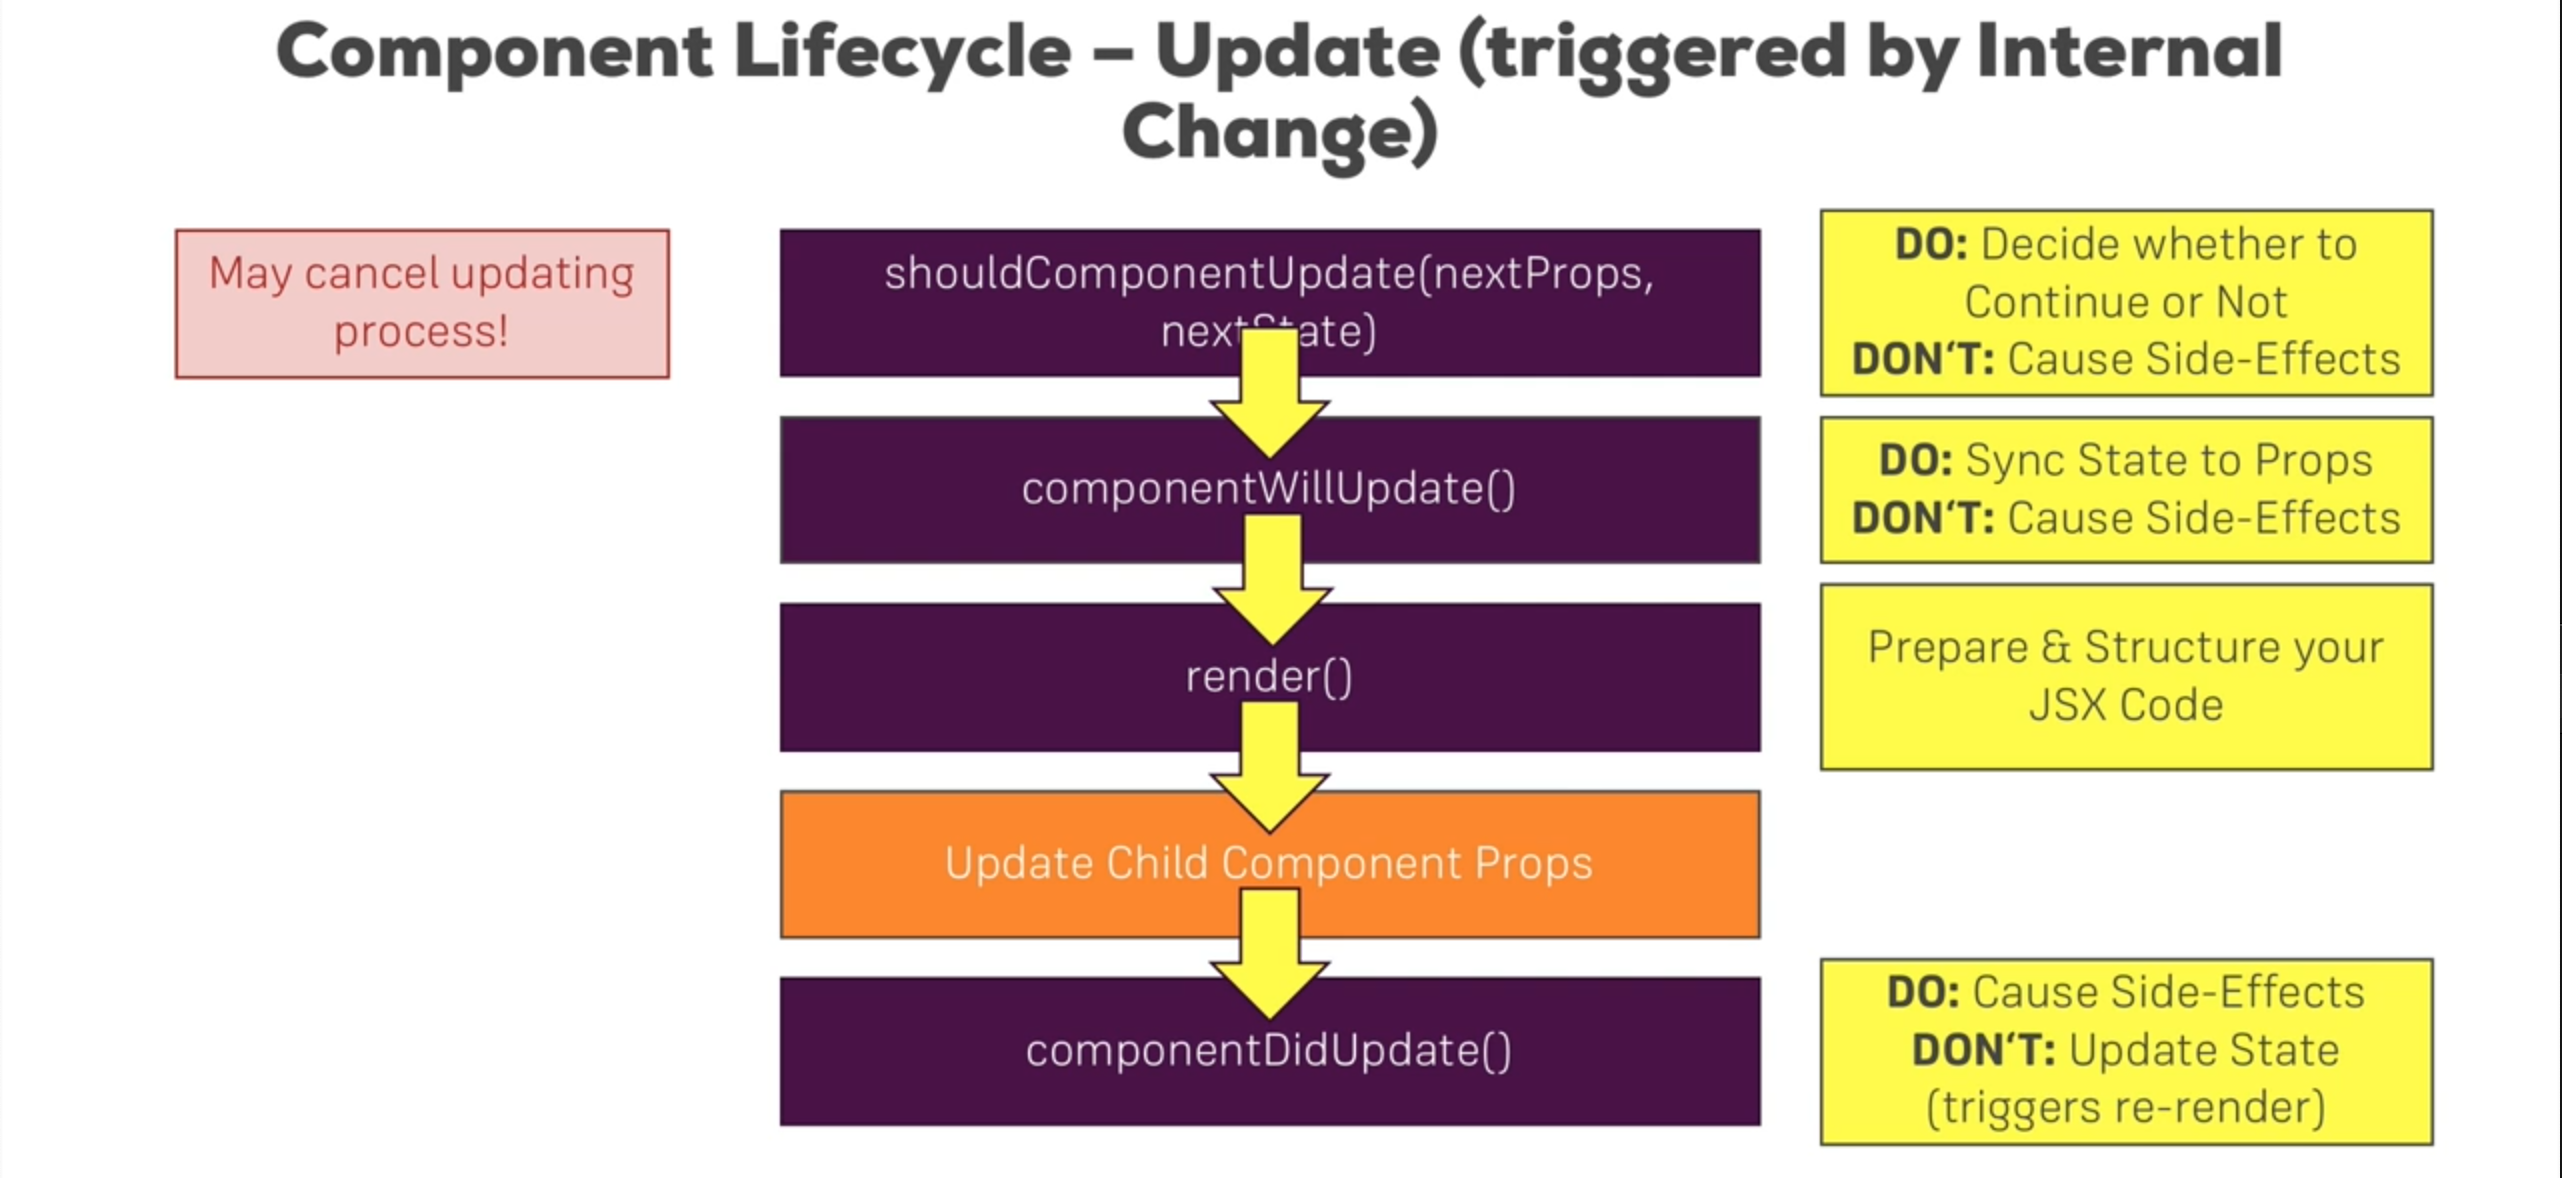 Component Lifecycle – Update (triggered by Internal
Change)
May cancel updating
process!
shouldComponentUpdate(nextProps,
nextState)
DO: Decide whether to
Continue or Not
DON‘T: Cause Side-Effects
componentWillUpdate()
DO: Sync State to Props
DON‘T: Cause Side-Effects
render()
Prepare & Structure your
JSX Code
Update Child Component Props
componentDidUpdate()
DO: Cause Side-Effects
DON‘T: Update State
(triggers re-render)